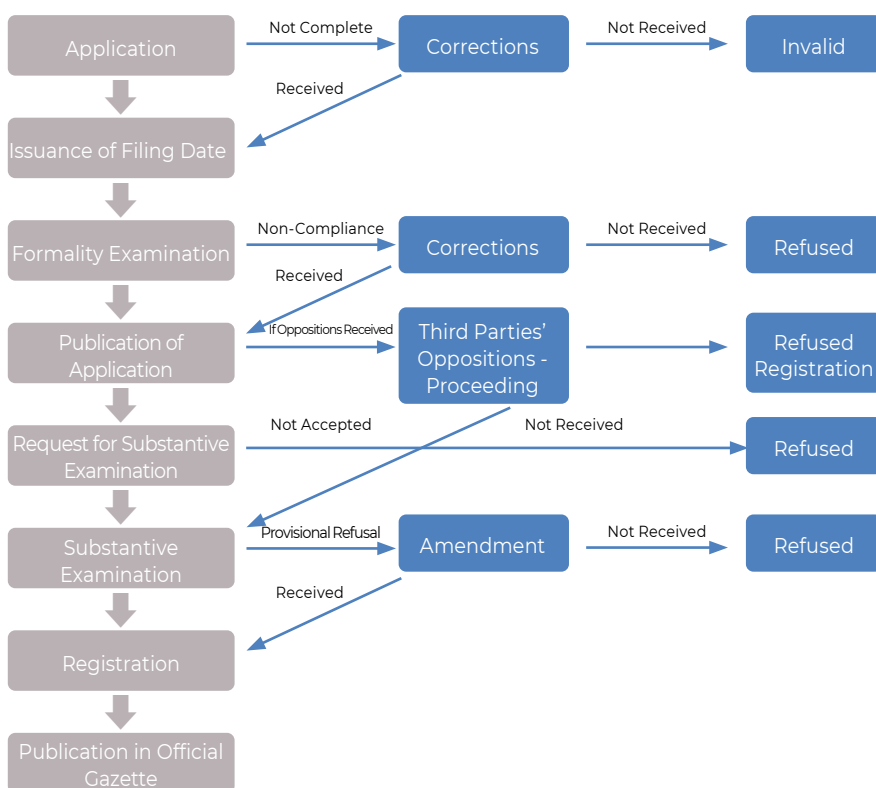 Application
Not Complete
Corrections
Not Received
Invalid
Received
Issuance of Filing Date
Formality Examination
Non-Compliance
Corrections
Not Received
Refused
Received
Publication of
Application
If Oppositions Received
Third Parties’
Oppositions -
Proceeding
Refused
Registration
Request for Substantive
Examination
Not Accepted
Not Received
Refused
Substantive
Examination
Provisional Refusal
Amendment
Not Received
Refused
Received
Registration
Publication in Official
Gazette